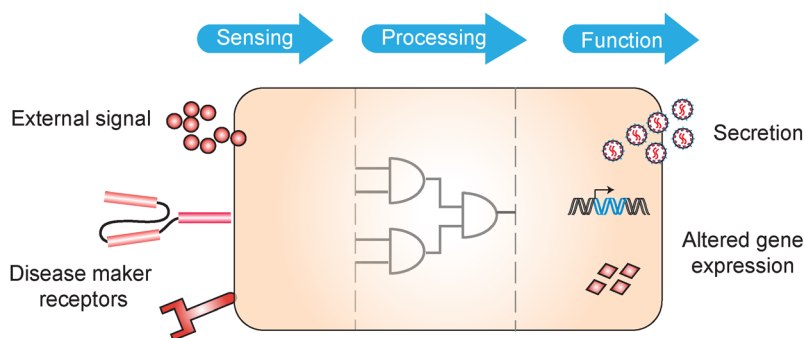 Sensing
Processing
Function
External signal
Secretion
Disease maker
receptors
Altered gene
expression